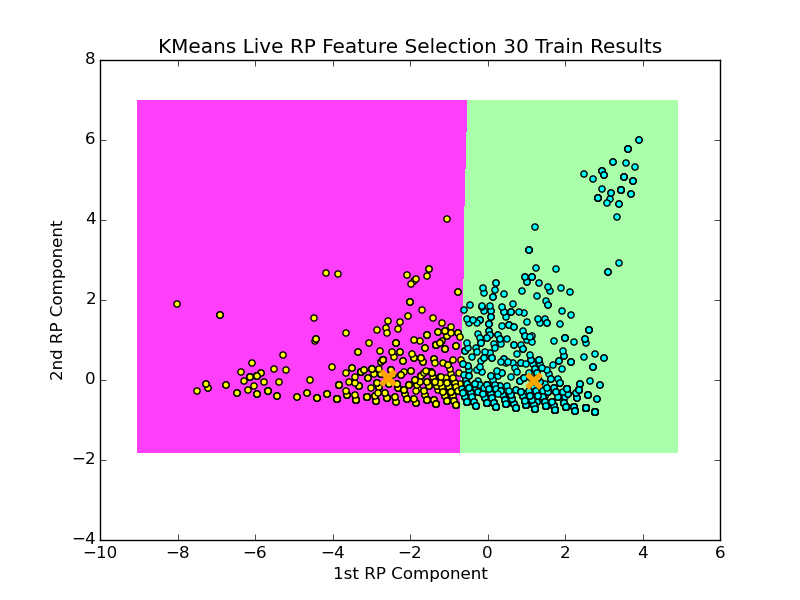 KMeans Live RP Feature Selection 30 Train Results
8
6
4
2
0
−2
−4
2nd RP Component
−10 −8 −6 −4 −2 0 2 4 6
1st RP Component